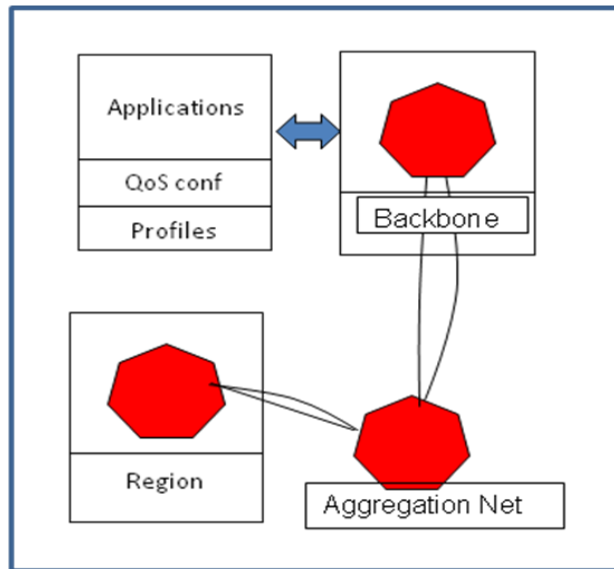 Applications
QoS conf
Profiles
Backbone
Region
Aggregation Net